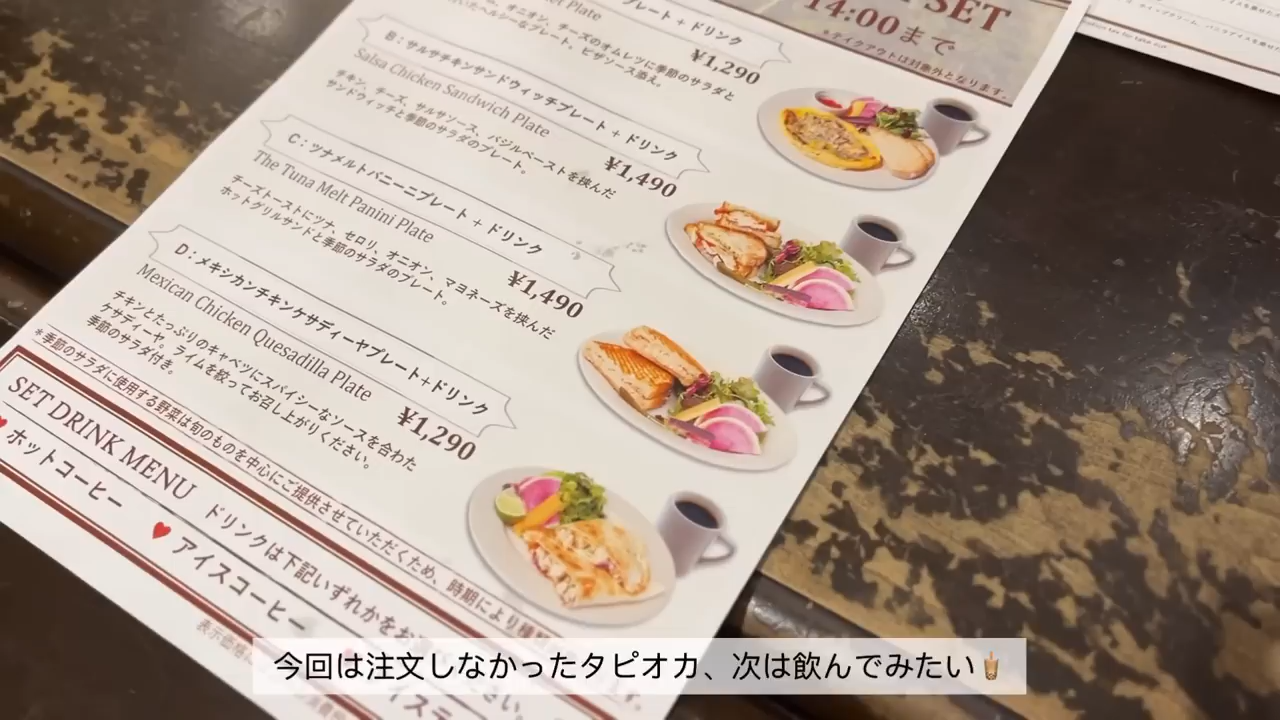 SET
14:00まで
*テイクアウトは対象外となります。
プレート + ドリンク
Plate
¥1,290
オニオン、チーズのオムレツに季節のサラダと
ヘルシーなプレート。ピザソース添え。
B：サルサチキンサンドウィッチプレート + ドリンク
Salsa Chicken Sandwich Plate
¥1,490
チキン、チーズ、サルサソース、バジルペーストを挟んだ
サンドウィッチと季節のサラダのプレート。
C：ツナメルトパニーニプレート + ドリンク
The Tuna Melt Panini Plate
¥1,490
チーズトーストにツナ、セロリ、オニオン、マヨネーズを挟んだ
ホットグリルサンドと季節のサラダのプレート。
D：メキシカンチキンケサディーヤプレート+ドリンク
Mexican Chicken Quesadilla Plate
¥1,290
チキンとたっぷりのキャベツにスパイシーなソースを合わた
ケサディーヤ。ライムを絞ってお召し上がりください。
季節のサラダ付き。
*季節のサラダに使用する野菜は旬のものを中心にご提供させていただくため、時期により種類
SET DRINK MENU ドリンクは下記いずれかをお
ください。
♥ホットコーヒー ♥アイスコーヒー
アイステ
表示価格
今回は注文しなかったタピオカ、次は飲んでみたい🧋